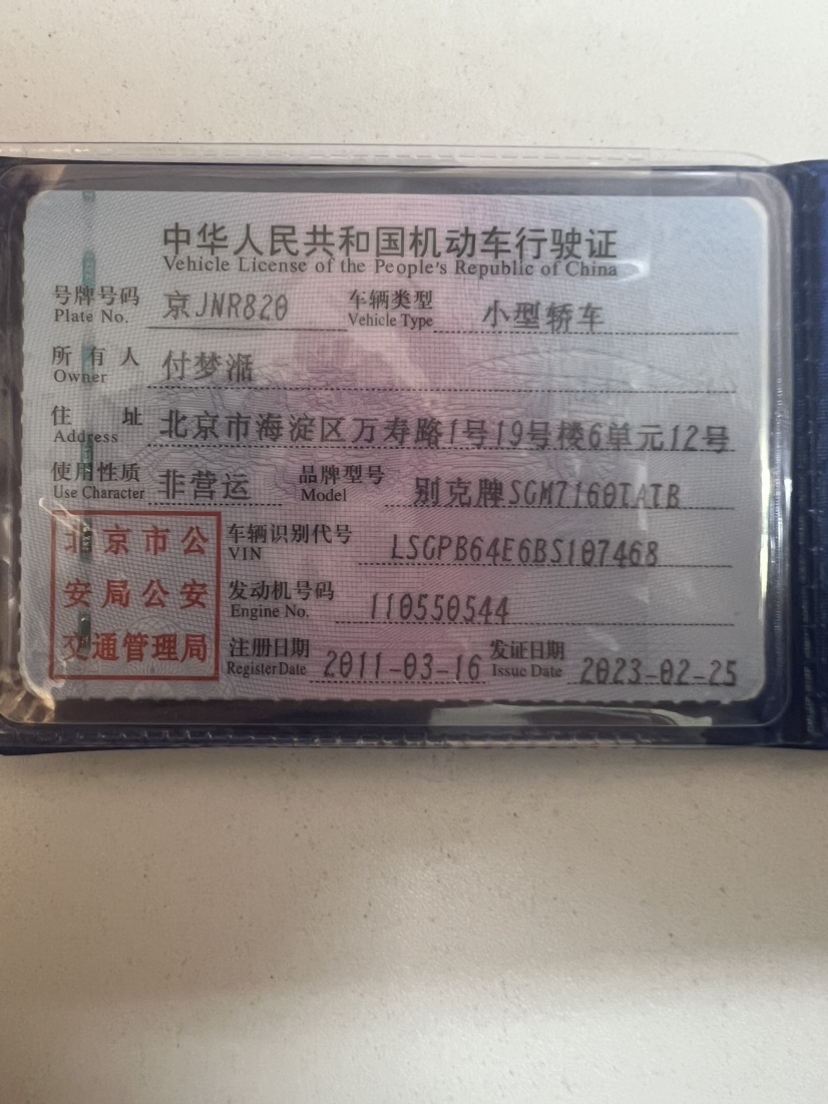 中华人民共和国机动车行驶证
Vehicle License of the People's Republic of China
号牌号码 京JNR820 车辆类型 小型轿车
Plate No. Vehicle Type
所有人 付梦湉
Owner
住址 北京市海淀区万寿路1号19号楼6单元12号
Address
使用性质 非营运 品牌型号 别克牌SGM7160TATB
Use Character Model
北京市公
安局公安
交通管理局
车辆识别代号 LSGPB64E6BS107468
VIN
发动机号码 110550544
Engine No.
注册日期 2011-03-16 发证日期 2023-02-25
Register Date Issue Date